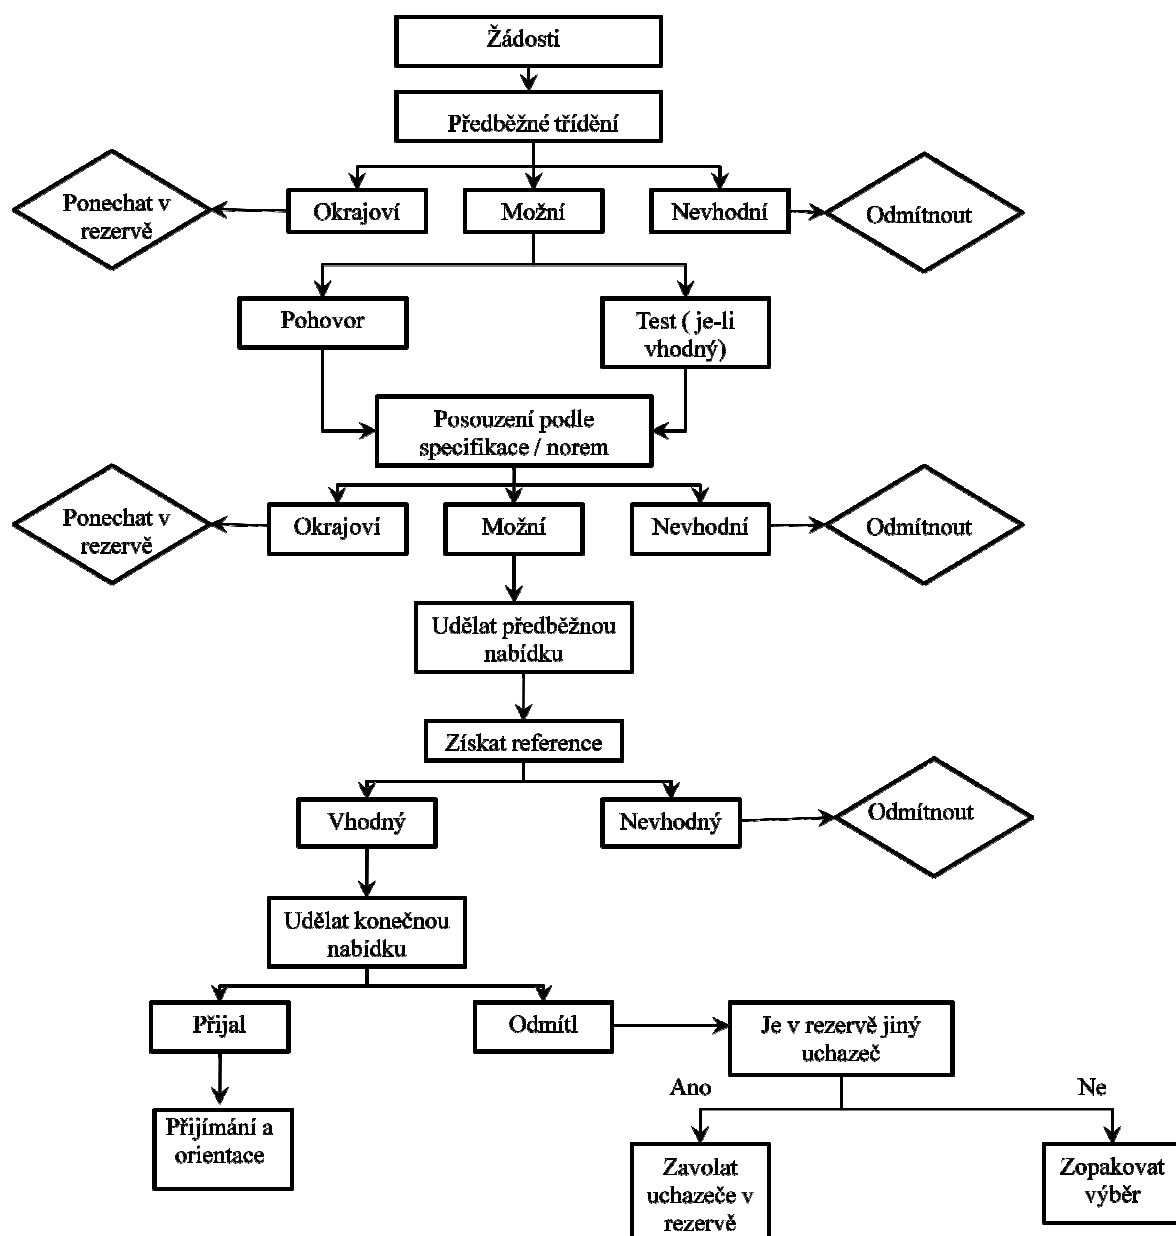 Žádosti
Předběžné třídění
Ponechat v
rezervě
Okrajoví
Možní
Nevhodní
Odmítnout
Pohovor
Test ( je-li
vhodný)
Posouzení podle
specifikace / norem
Ponechat v
rezervě
Okrajoví
Možní
Nevhodní
Odmítnout
Udělat předběžnou
nabídku
Získat reference
Vhodný
Nevhodný
Odmítnout
Udělat konečnou
nabídku
Přijal
Odmítl
Je v rezervě jiný
uchazeč
Ano
Ne
Přijímání a
orientace
Zavolat
uchazeče v
rezervě
Zopakovat
výběr